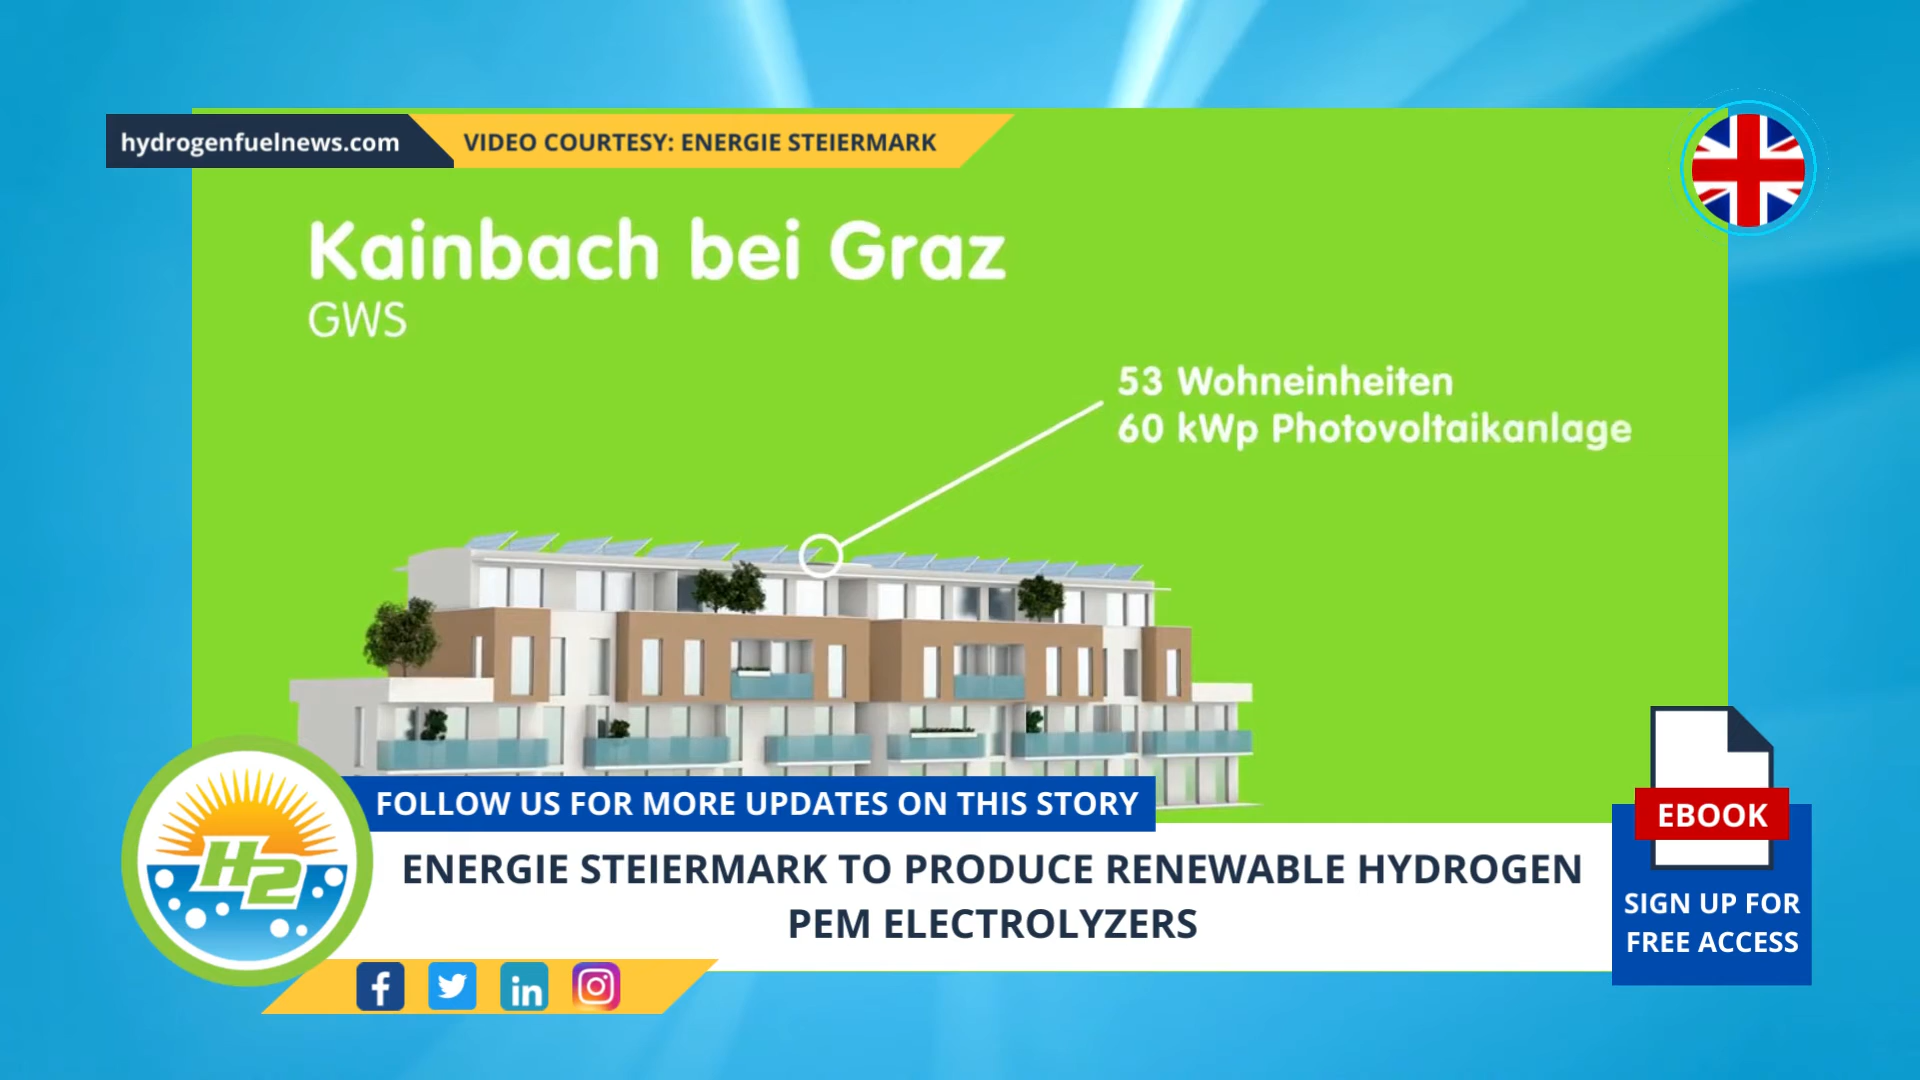 hydrogenfuelnews.com
VIDEO COURTESY: ENERGIE STEIERMARK
Kainbach bei Graz
GWS
53 Wohneinheiten
60 kWp Photovoltaikanlage
FOLLOW US FOR MORE UPDATES ON THIS STORY
H2
ENERGIE STEIERMARK TO PRODUCE RENEWABLE HYDROGEN
PEM ELECTROLYZERS
EBOOK
SIGN UP FOR
FREE ACCESS
f
in